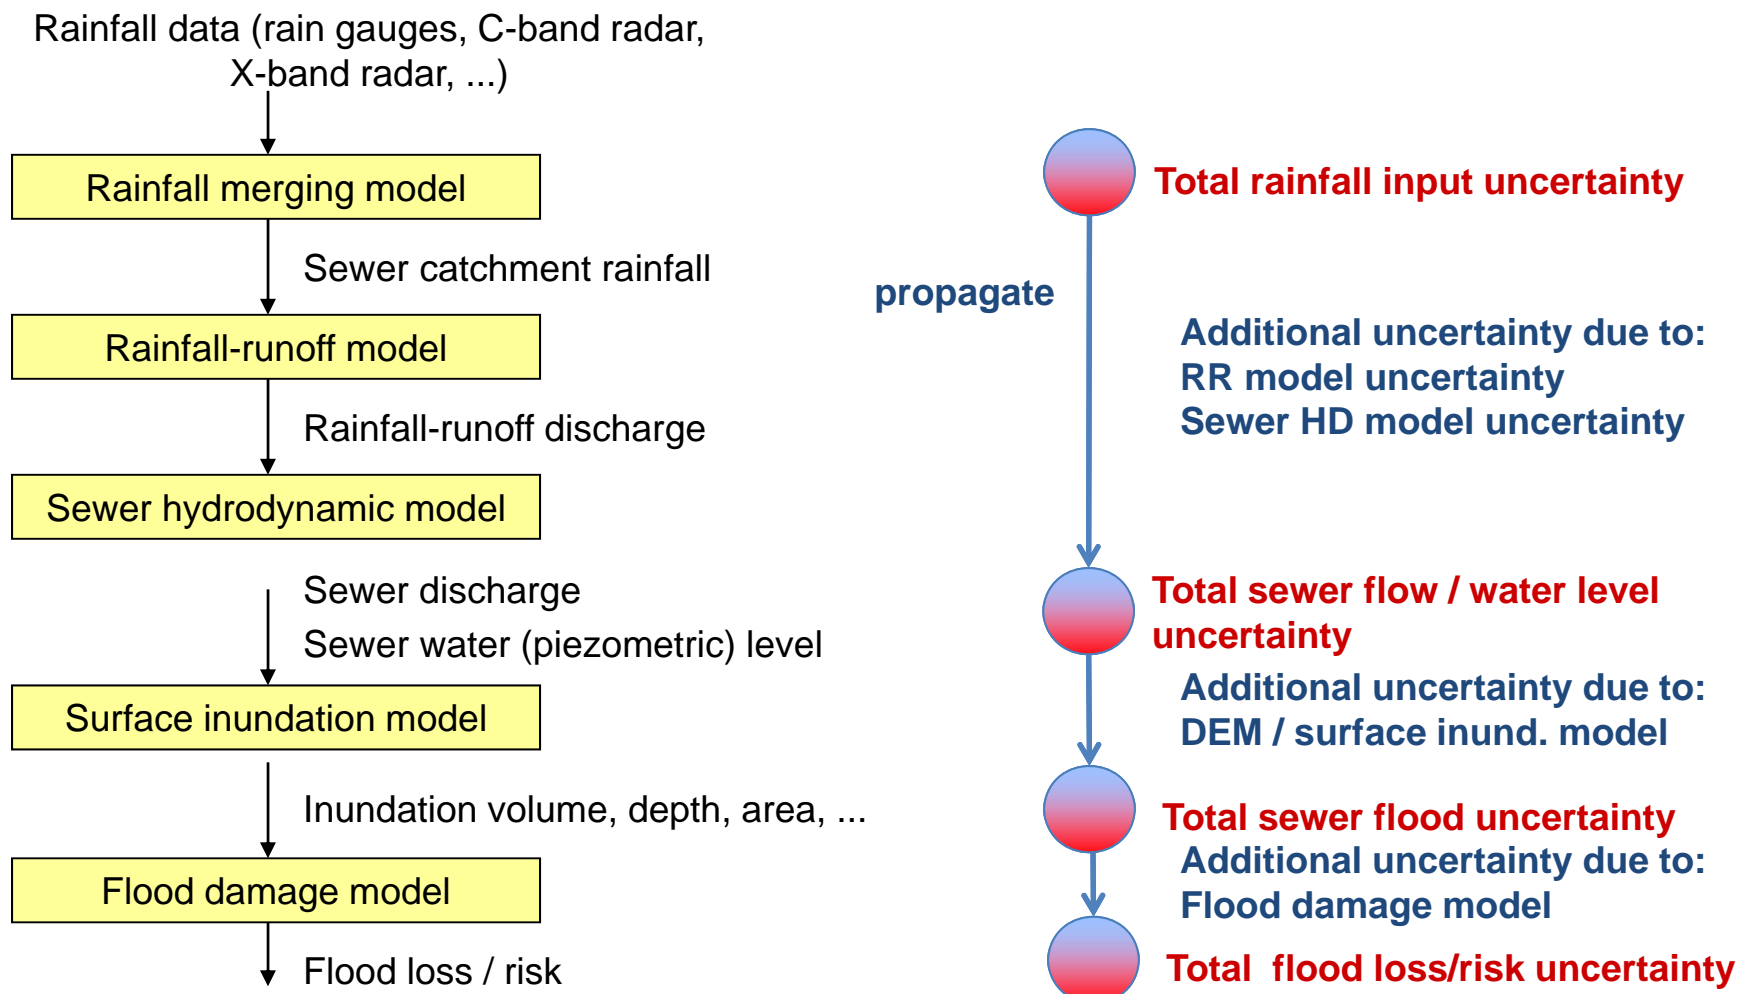 Rainfall data (rain gauges, C-band radar,
X-band radar, ...)
Rainfall merging model
Sewer catchment rainfall
Rainfall-runoff model
Rainfall-runoff discharge
Sewer hydrodynamic model
Sewer discharge
Sewer water (piezometric) level
Surface inundation model
Inundation volume, depth, area, ...
Flood damage model
Flood loss / risk
Total rainfall input uncertainty
propagate
Additional uncertainty due to:
RR model uncertainty
Sewer HD model uncertainty
Total sewer flow / water level
uncertainty
Additional uncertainty due to:
DEM / surface inund. model
Total sewer flood uncertainty
Additional uncertainty due to:
Flood damage model
Total flood loss/risk uncertainty